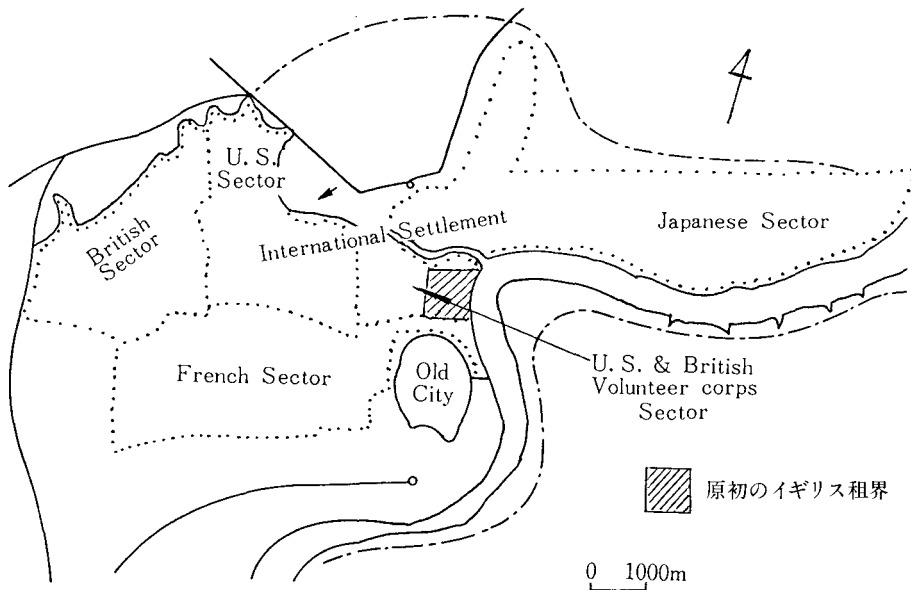 U. S.
Sector
British
Sector
International Settlement
Japanese Sector
French Sector
Old
City
U. S. & British
Volunteer corps
Sector
原初のイギリス租界
0 1000m